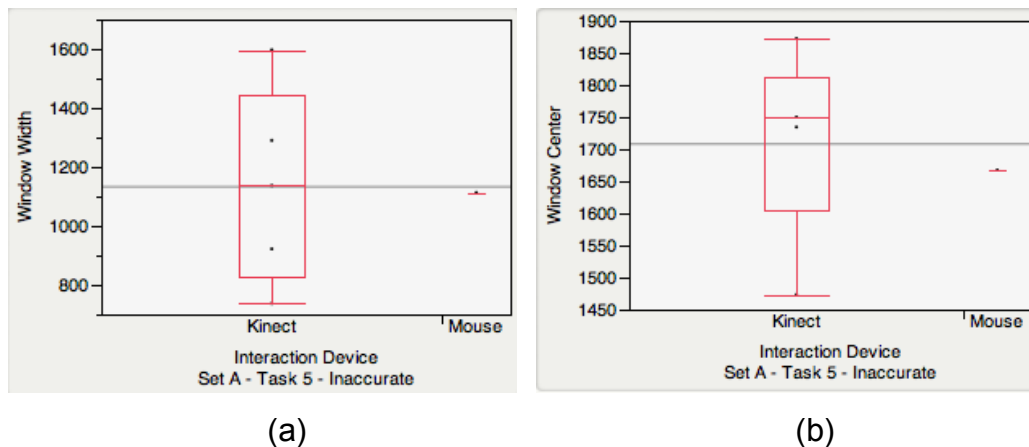 Window Width
1600
1400
1200
1000
800
Kinect
Mouse
Interaction Device
Set A - Task 5 - Inaccurate
(a)
Window Center
1900
1850
1800
1750
1700
1650
1600
1550
1500
1450
Kinect
Mouse
Interaction Device
Set A - Task 5 - Inaccurate
(b)